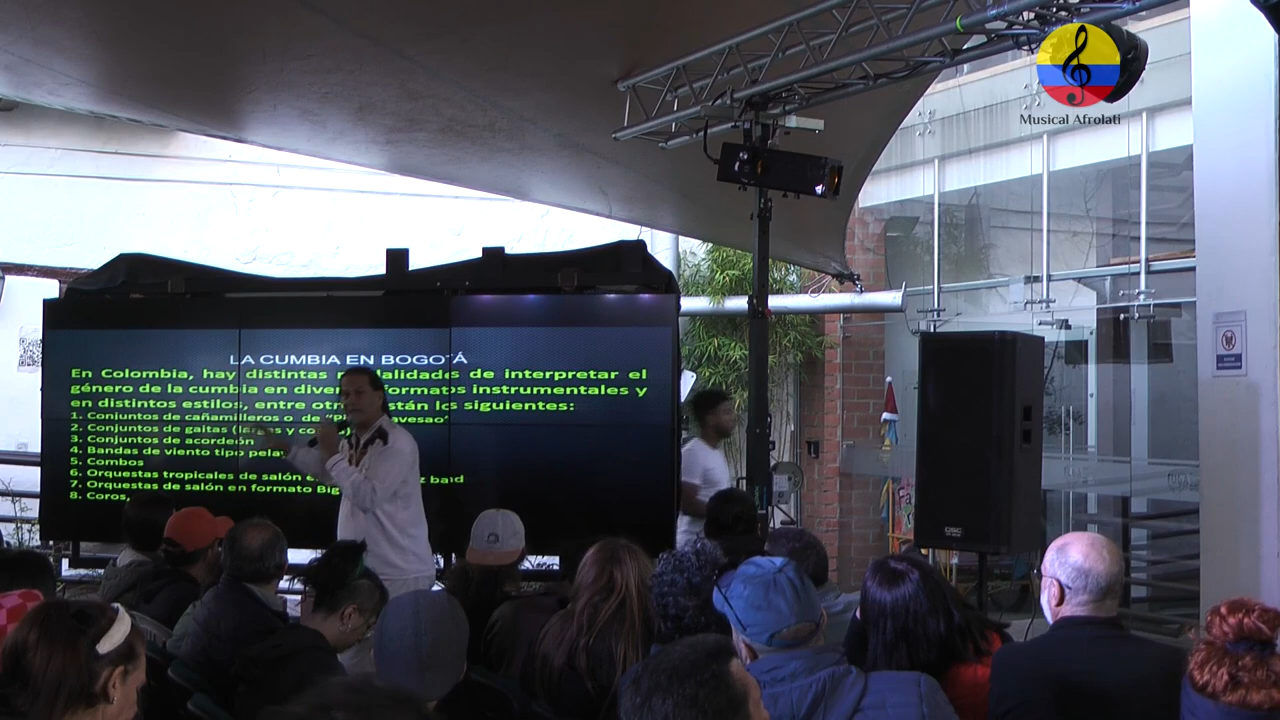 Musical Afrolati
LA CUMBIA EN BOGOTÁ
En Colombia, hay distintas de interpretar el
género de la cumbia en formatos instrumentales y
en distintos estilos, entre están los siguientes:
1. Conjuntos de cañamilleros o de
2. Conjuntos de gaitas
3. Conjuntos de acordeón
4. Bandas de viento tipo
5. Combos
6. Orquestas tropicales de salón band
7. Orquestas de salón en formato Big
8. Coros,
QSC